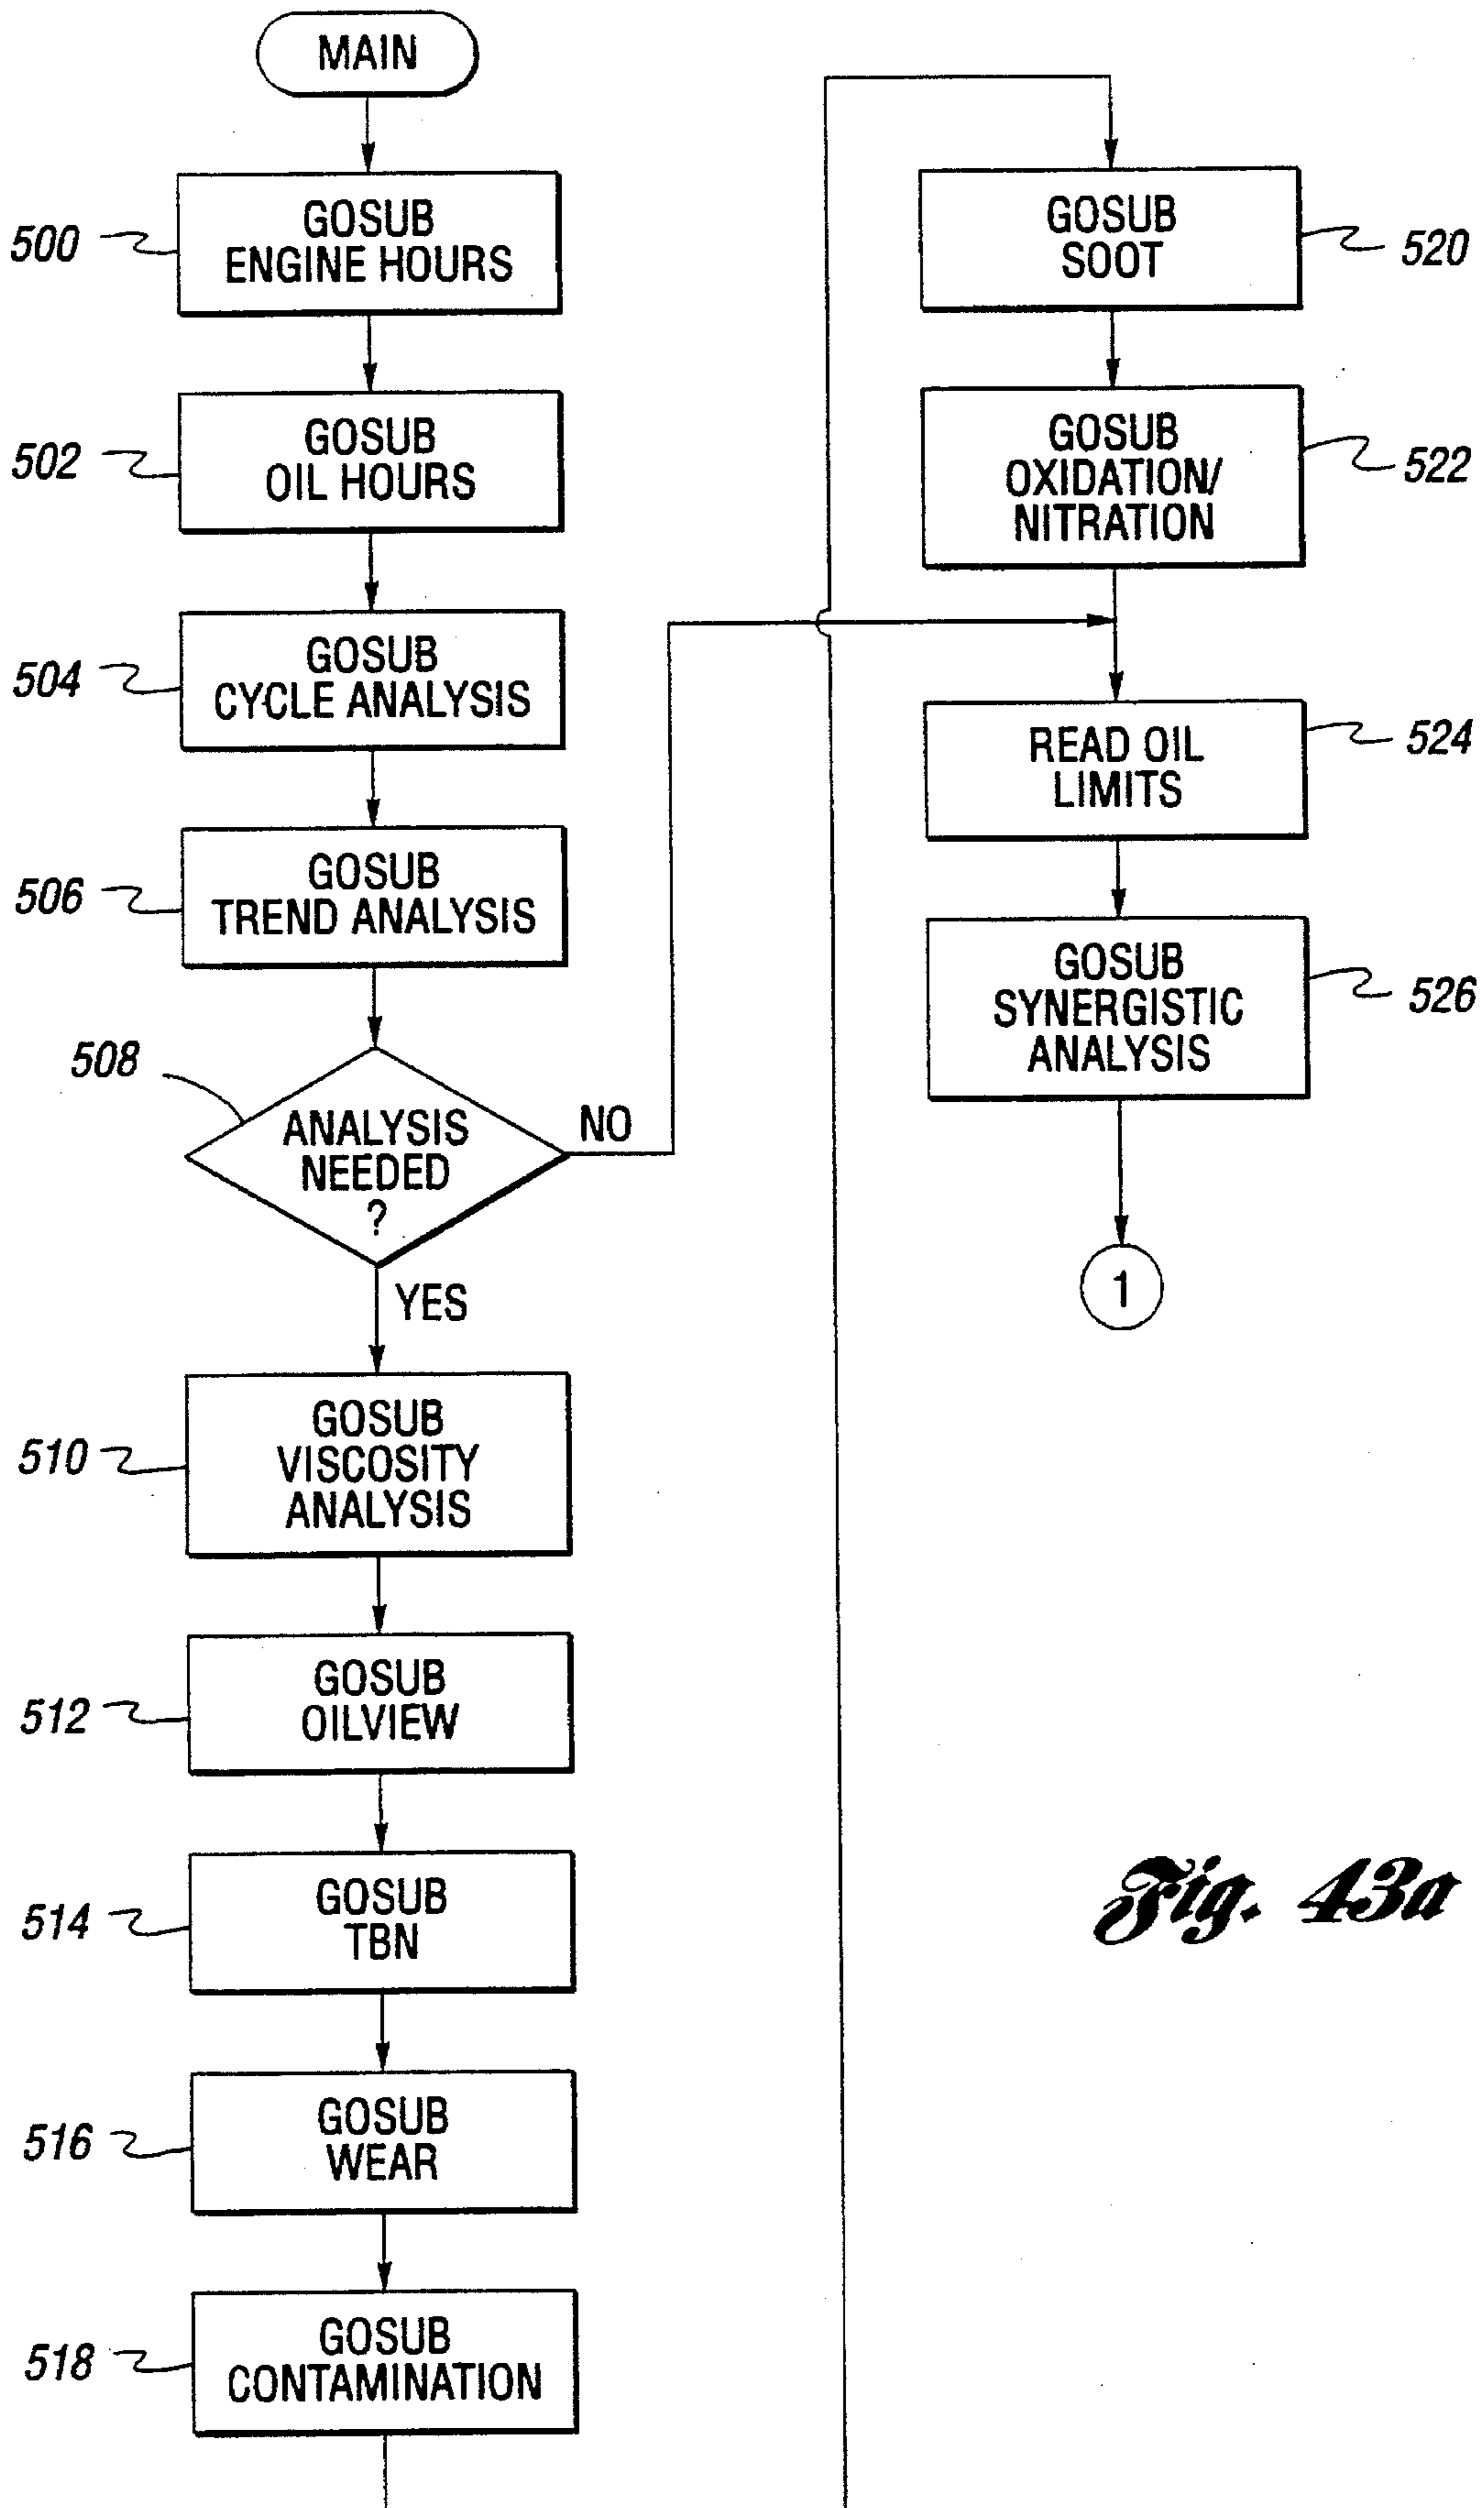 MAIN
500
GOSUB
ENGINE HOURS
502
GOSUB
OIL HOURS
504
GOSUB
CYCLE ANALYSIS
506
GOSUB
TREND ANALYSIS
508
ANALYSIS
NEEDED
?
NO
YES
510
GOSUB
VISCOSITY
ANALYSIS
512
GOSUB
OILVIEW
514
GOSUB
TBN
516
GOSUB
WEAR
518
GOSUB
CONTAMINATION
GOSUB
SOOT
520
GOSUB
OXIDATION/
NITRATION
522
READ OIL
LIMITS
524
GOSUB
SYNERGISTIC
ANALYSIS
526
1
Fig. 43a